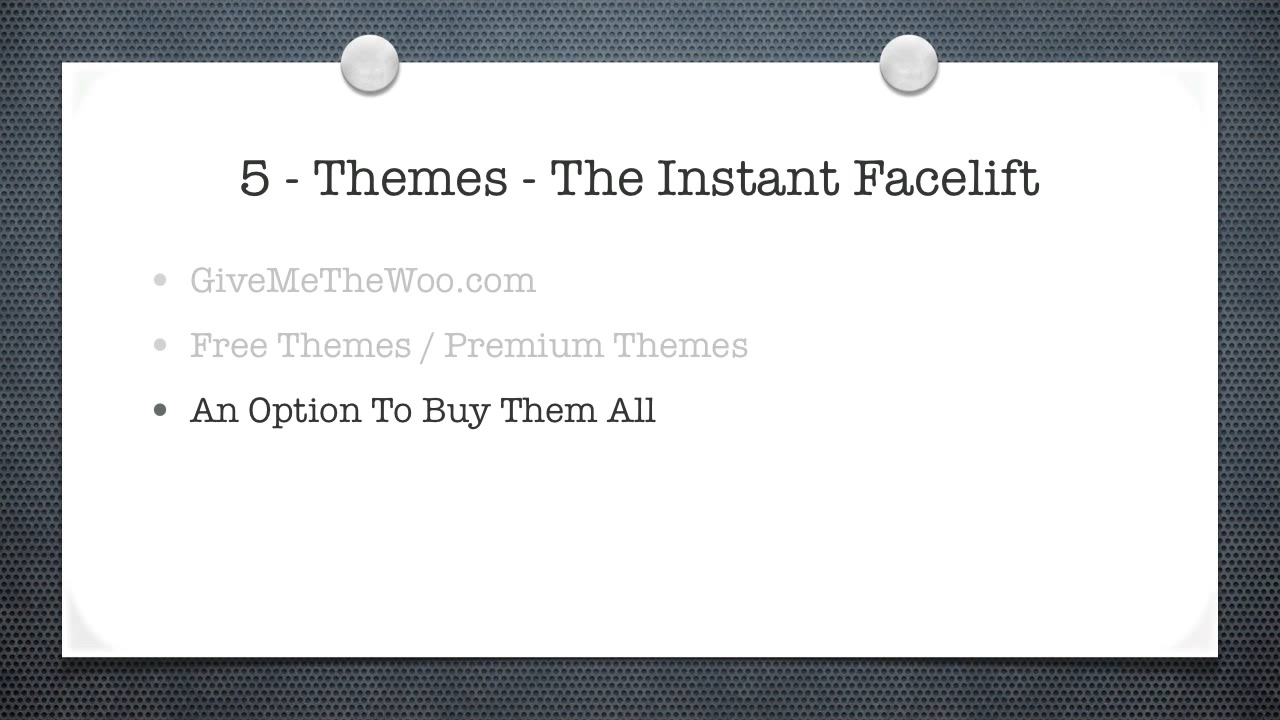 5 - Themes - The Instant Facelift
• GiveMeTheWoo.com
• Free Themes / Premium Themes
• An Option To Buy Them All